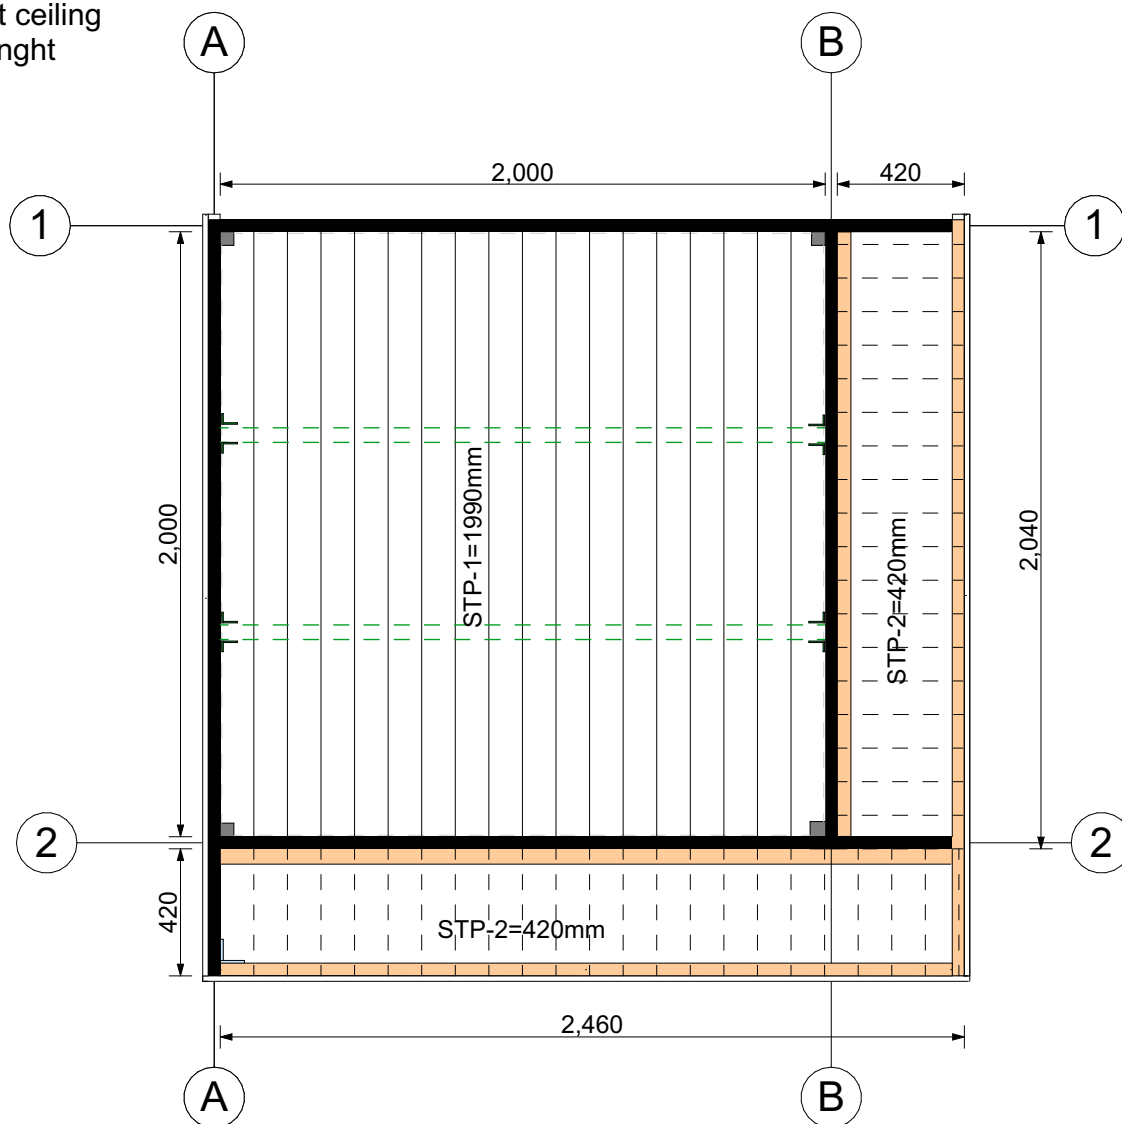 t ceiling
nght
A
B
2,000
420
1
1
2,000
STP-1=1990mm
STP-2=420mm
2,040
2
2
420
STP-2=420mm
2,460
A
B